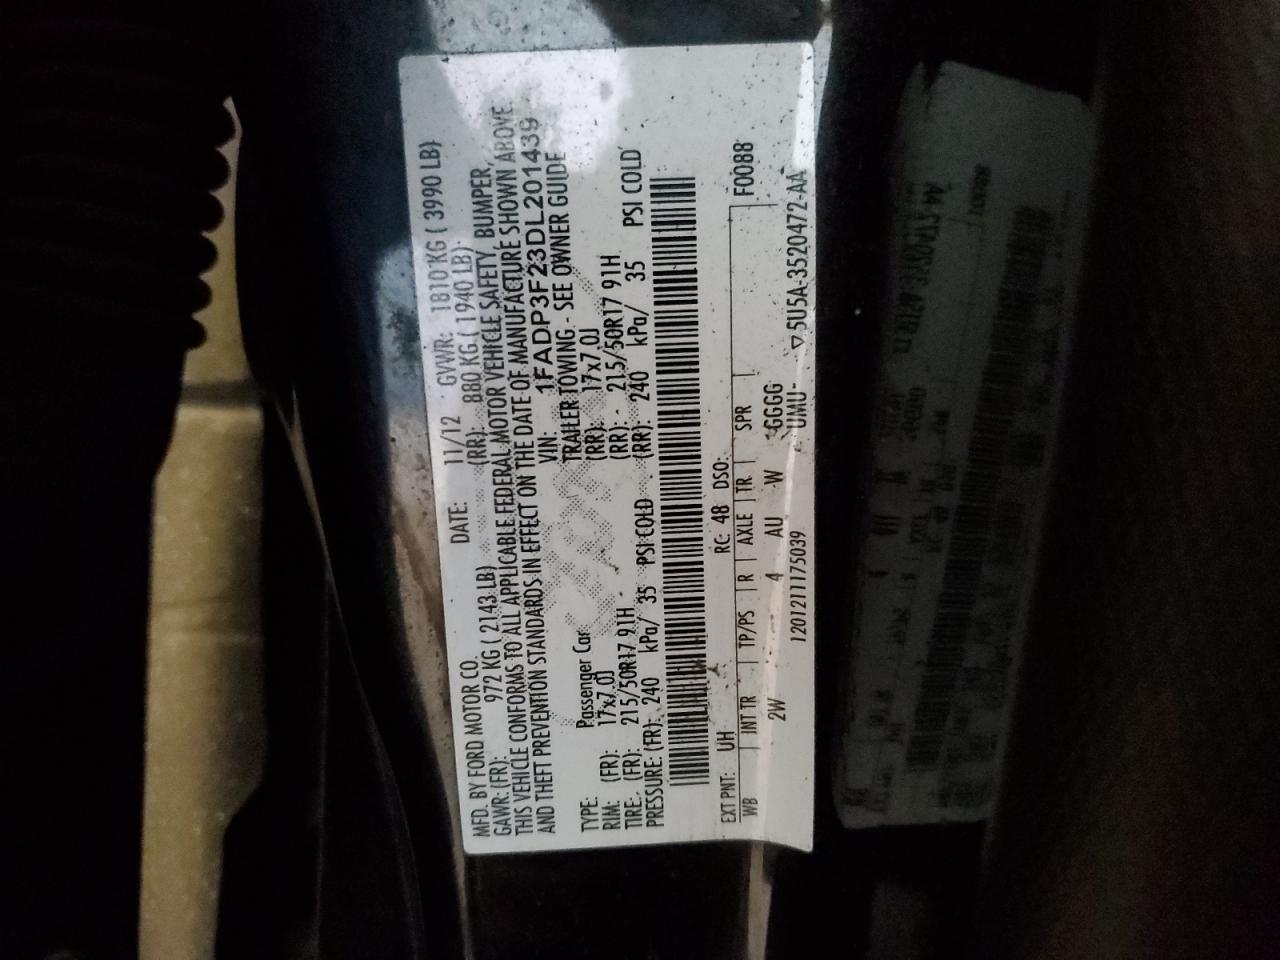 MFD. BY FORD MOTOR CO.
DATE: 11/12 GVWR: 1810 KG ( 3990 LB)
GAWR: (FR): 972 KG ( 2143 LB) (RR): 880 KG ( 1940 LB)
THIS VEHICLE CONFORMS TO ALL APPLICABLE FEDERAL MOTOR VEHICLE SAFETY, BUMPER,
AND THEFT PREVENTION STANDARDS IN EFFECT ON THE DATE OF MANUFACTURE SHOWN ABOVE.
VIN: 1FADP3F23DL201439
TYPE: Passenger Car TRAILER TOWING - SEE OWNER GUIDE
RIM: (FR): 17x7.0J (RR): 17x7.0J
TIRE: (FR): 215/50R17 91H (RR): 215/50R17 91H
PRESSURE: (FR): 240 kPa/ 35 PSI COLD (RR): 240 kPa/ 35 PSI COLD
EXT PNT: UH RC: 48 DSO: F0088
WB INT TR TP/PS R AXLE TR SPR
2W 4 AU W GGGG
UMU-
1201211175039 ▽5U5A-3520472-AA